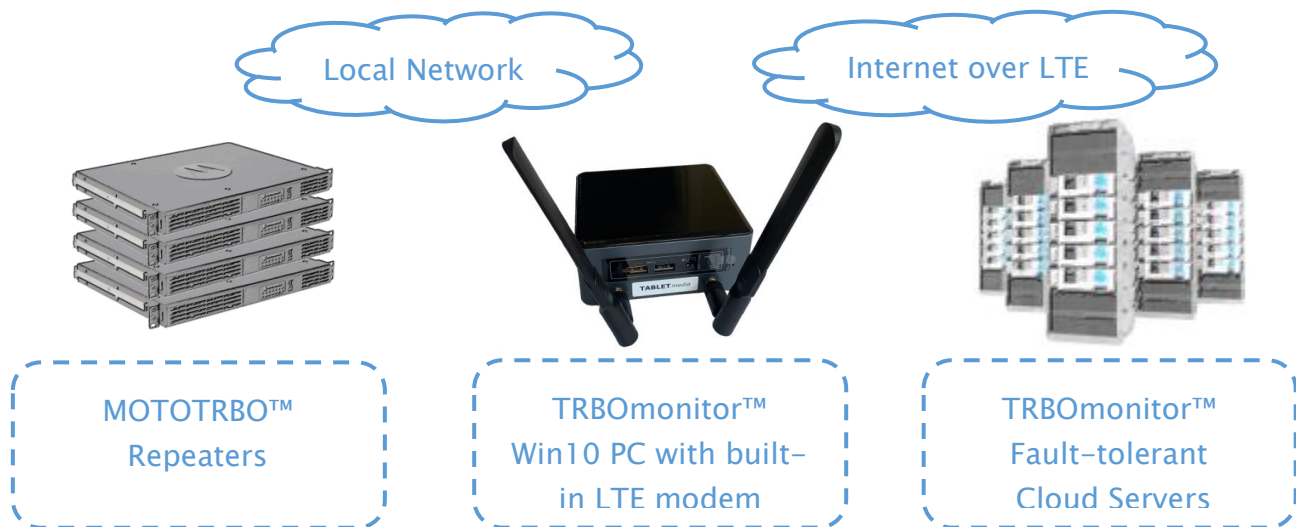 Local Network
Internet over LTE
TABLET media
MOTOTRBO™
Repeaters
TRBOmonitor™
Win10 PC with built-
in LTE modem
TRBOmonitor™
Fault-tolerant
Cloud Servers